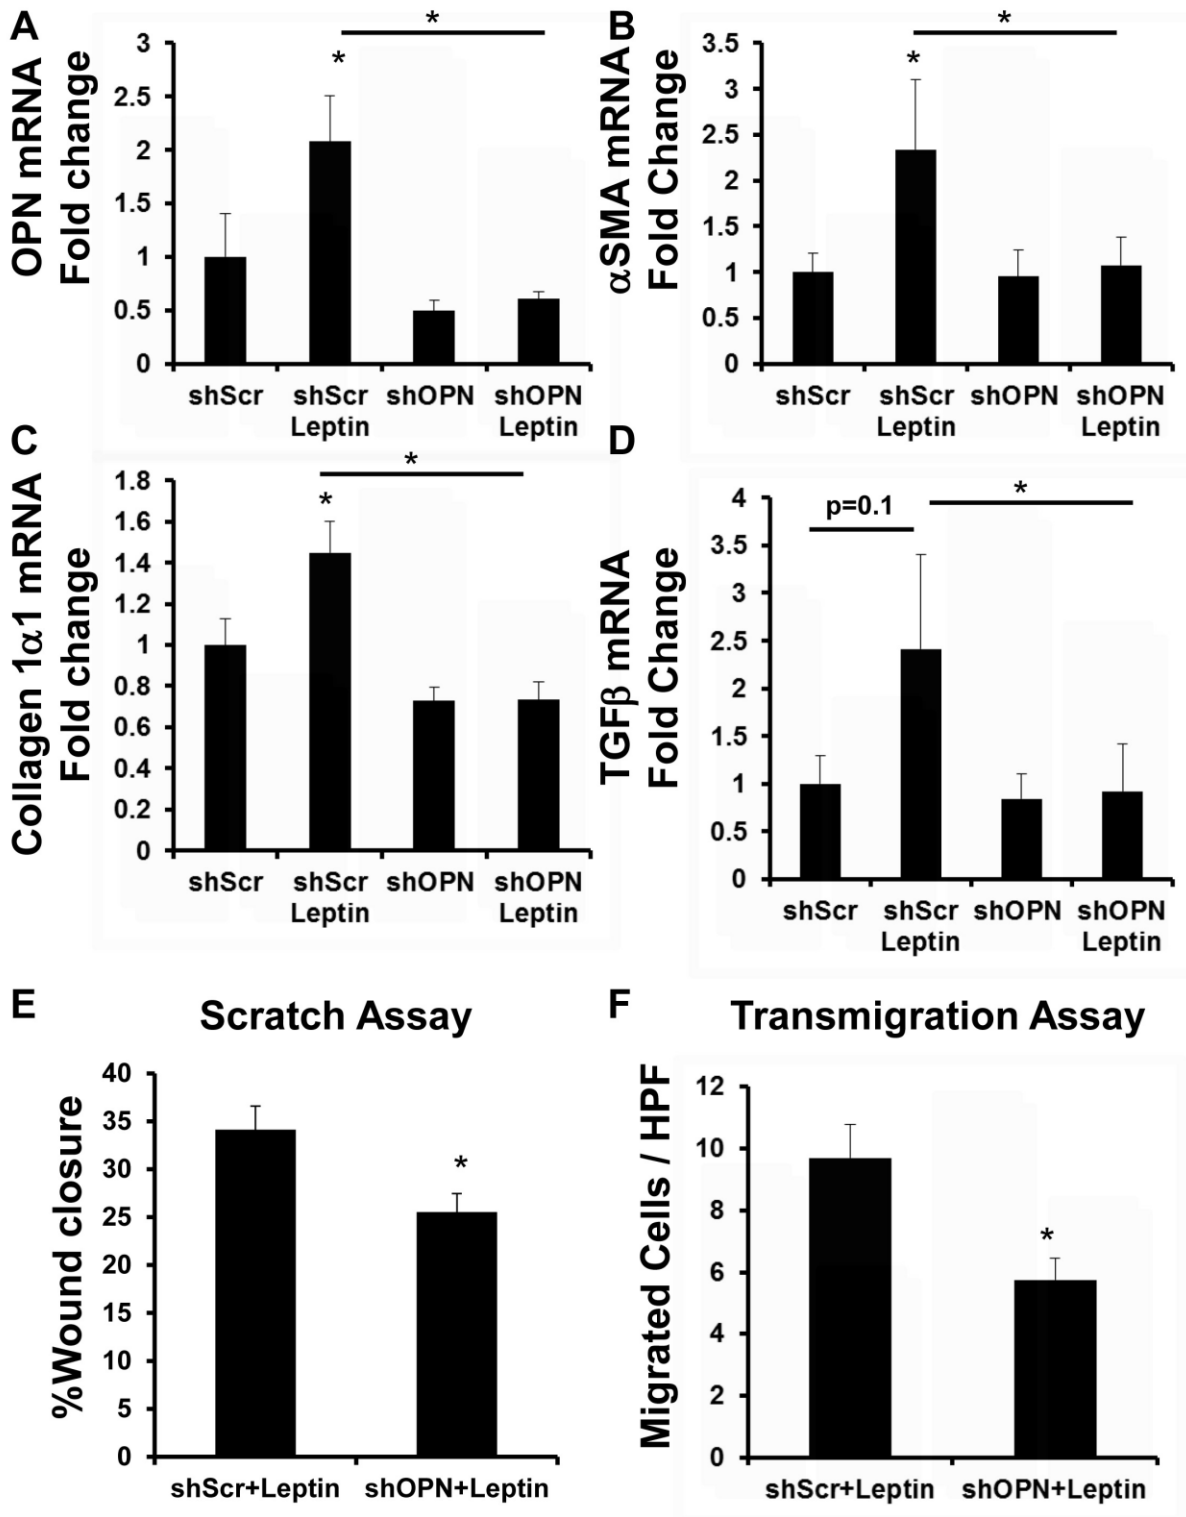 A
OPN mRNA
Fold change
3
2.5
2
1.5
1
0.5
0
*
*
shScr
shScr
Leptin
shOPN
shOPN
Leptin
B
αSMA mRNA
Fold Change
3.5
3
2.5
2
1.5
1
0.5
0
*
*
shScr
shScr
Leptin
shOPN
shOPN
Leptin
C
Collagen 1α1 mRNA
Fold change
1.8
1.6
1.4
1.2
1
0.8
0.6
0.4
0.2
0
*
*
shScr
shScr
Leptin
shOPN
shOPN
Leptin
D
TGFβ mRNA
Fold Change
4
3.5
3
2.5
2
1.5
1
0.5
0
p=0.1
*
shScr
shScr
Leptin
shOPN
shOPN
Leptin
E
Scratch Assay
%Wound closure
40
35
30
25
20
15
10
5
0
*
shScr+Leptin
shOPN+Leptin
F
Transmigration Assay
Migrated Cells / HPF
12
10
8
6
4
2
0
*
shScr+Leptin
shOPN+Leptin